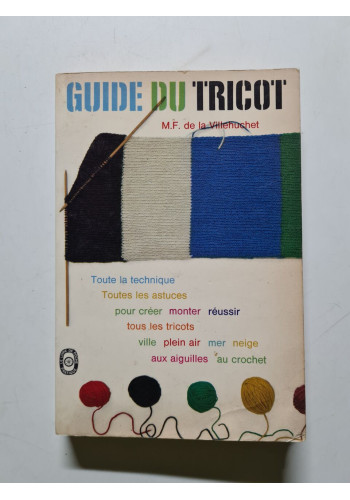 GUIDE DU TRICOT
M.F. de la Villehuchet
Toute la technique
Toutes les astuces
pour créer monter réussir
tous les tricots
ville plein air mer neige
aux aiguilles au crochet